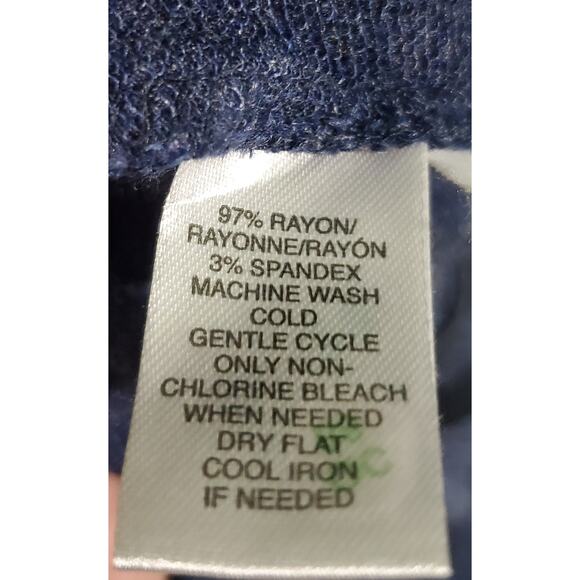 97% RAYON/
RAYONNE/RAYÓN
3% SPANDEX
MACHINE WASH
COLD
GENTLE CYCLE
ONLY NON-
CHLORINE BLEACH
WHEN NEEDED
DRY FLAT
COOL IRON
IF NEEDED